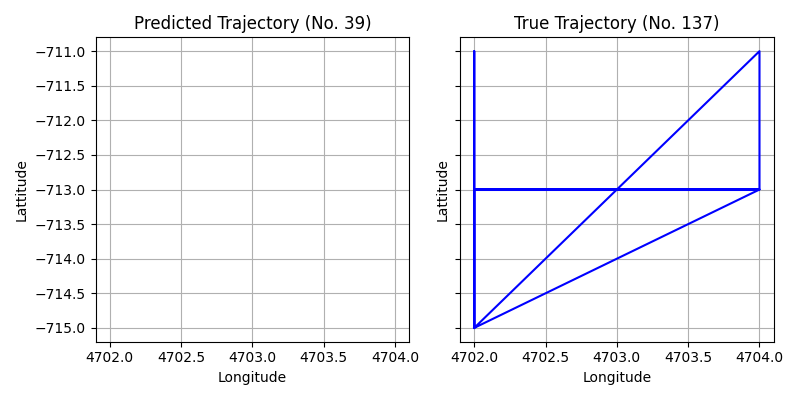 Predicted Trajectory (No. 39)
−711.0
−711.5
−712.0
−712.5
−713.0
−713.5
−714.0
−714.5
−715.0
Lattitude
4702.0 4702.5 4703.0 4703.5 4704.0
Longitude
True Trajectory (No. 137)
Lattitude
4702.0 4702.5 4703.0 4703.5 4704.0
Longitude